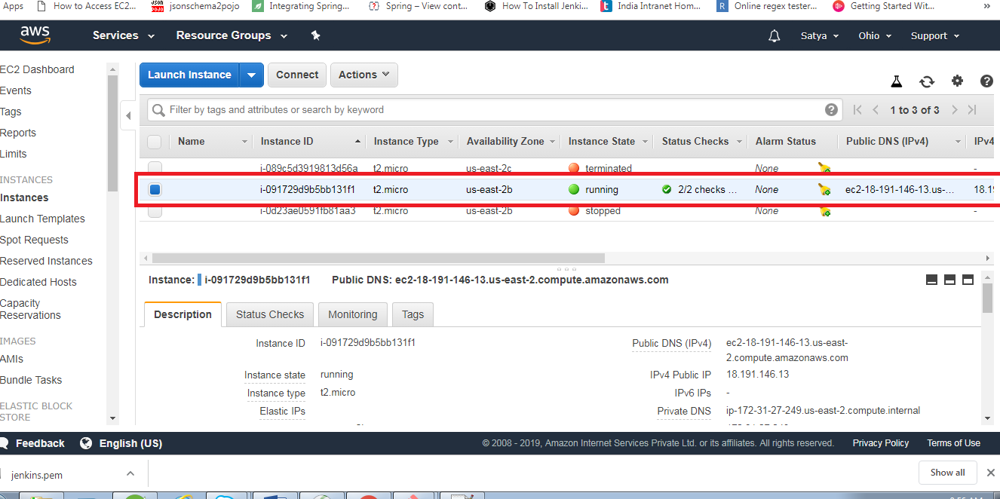 Apps How to Access EC2... jsonschema2pojo Integrating Spring... Spring – View cont... How To Install Jenki... India Intranet Hom... Online regex tester... Getting Started Wit... »
aws Services Resource Groups Satya Ohio Support
EC2 Dashboard
Events
Tags
Reports
Limits
INSTANCES
Instances
Launch Templates
Spot Requests
Reserved Instances
Dedicated Hosts
Capacity
Reservations
IMAGES
AMIs
Bundle Tasks
ELASTIC BLOCK
STORE
Launch Instance Connect Actions
Filter by tags and attributes or search by keyword 1 to 3 of 3
Name Instance ID Instance Type Availability Zone Instance State Status Checks Alarm Status Public DNS (IPv4) IPv4
i-089c5d3919813d56a t2.micro us-east-2c terminated None -
i-091729d9b5bb131f1 t2.micro us-east-2b running 2/2 checks ... None ec2-18-191-146-13.us-... 18.19
i-0d23ae0591fb81aa3 t2.micro us-east-2b stopped None -
Instance: i-091729d9b5bb131f1 Public DNS: ec2-18-191-146-13.us-east-2.compute.amazonaws.com
Description Status Checks Monitoring Tags
Instance ID i-091729d9b5bb131f1 Public DNS (IPv4) ec2-18-191-146-13.us-east-
2.compute.amazonaws.com
Instance state running IPv4 Public IP 18.191.146.13
Instance type t2.micro IPv6 IPs -
Elastic IPs Private DNS ip-172-31-27-249.us-east-2.compute.internal
Feedback English (US) © 2008 - 2019, Amazon Internet Services Private Ltd. or its affiliates. All rights reserved. Privacy Policy Terms of Use
jenkins.pem Show all